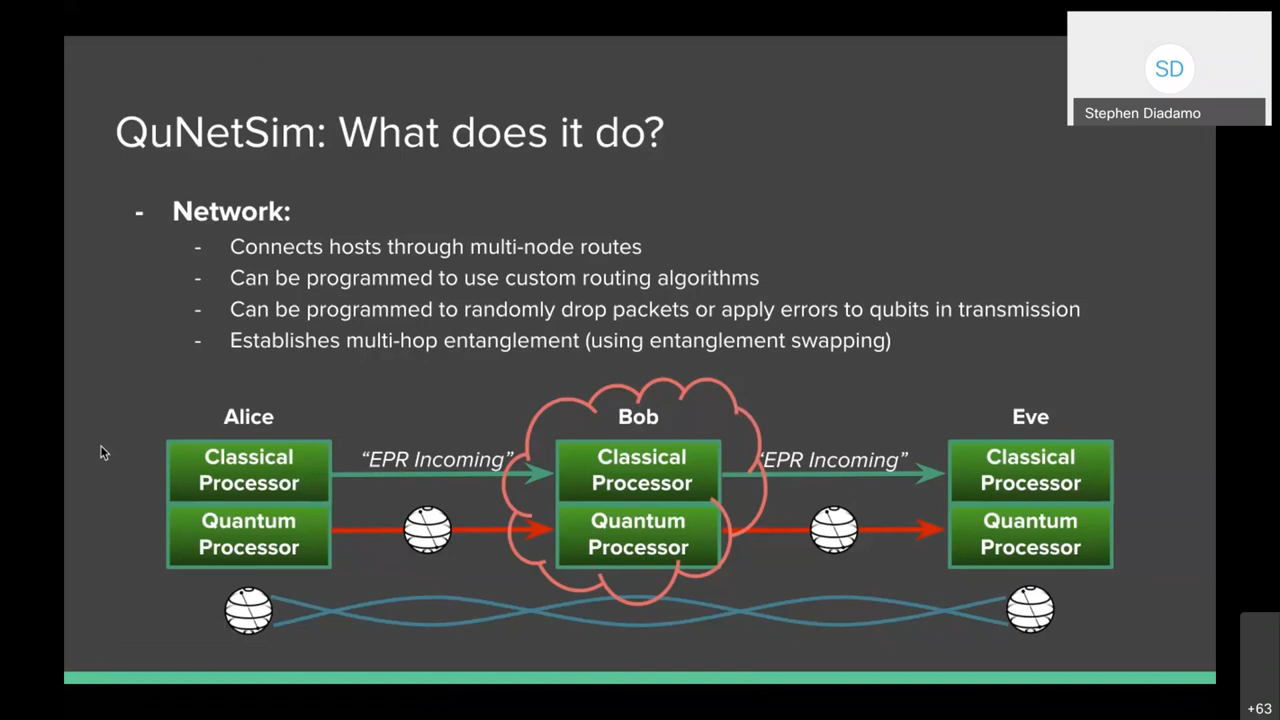 SD
Stephen Diadamo
QuNetSim: What does it do?
- Network:
- Connects hosts through multi-node routes
- Can be programmed to use custom routing algorithms
- Can be programmed to randomly drop packets or apply errors to qubits in transmission
- Establishes multi-hop entanglement (using entanglement swapping)
Alice
Bob
Eve
Classical
Processor
"EPR Incoming"
Classical
Processor
"EPR Incoming"
Classical
Processor
Quantum
Processor
Quantum
Processor
Quantum
Processor
+63